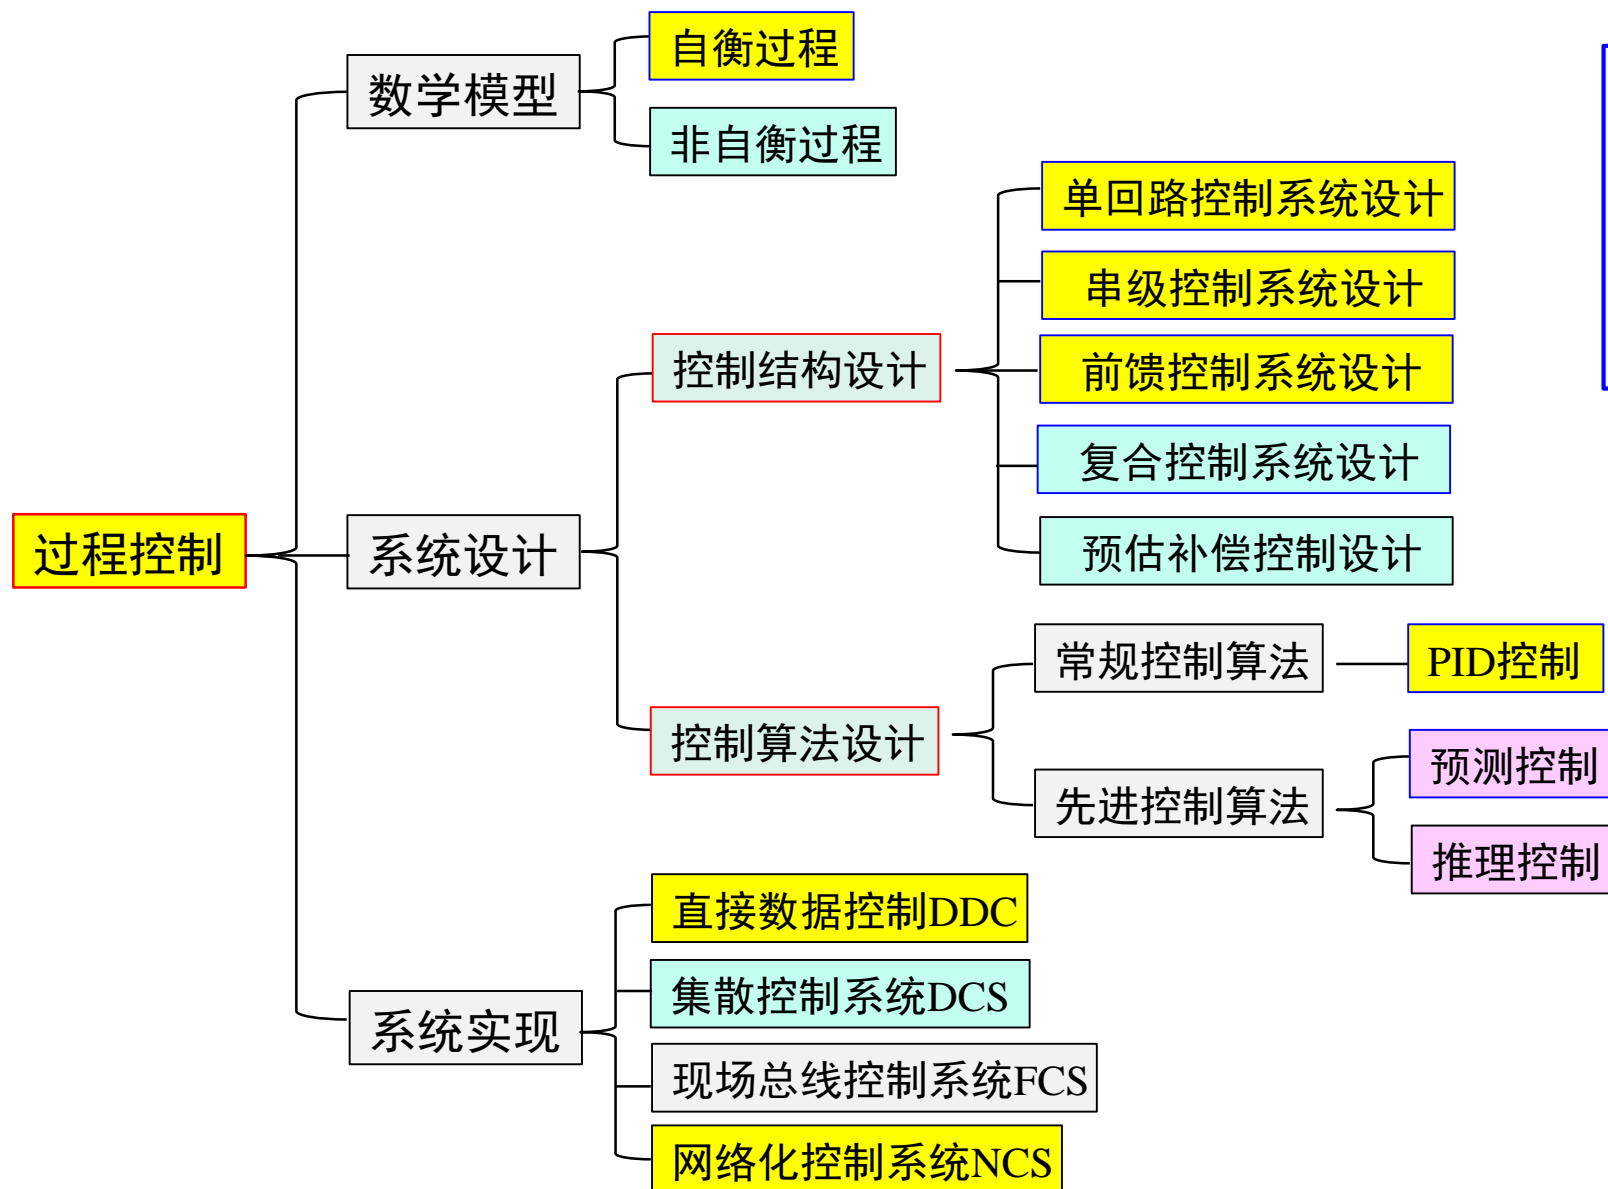 过程控制
数学模型
自衡过程
非自衡过程
系统设计
控制结构设计
单回路控制系统设计
串级控制系统设计
前馈控制系统设计
复合控制系统设计
预估补偿控制设计
控制算法设计
常规控制算法
PID控制
先进控制算法
预测控制
推理控制
系统实现
直接数据控制DDC
集散控制系统DCS
现场总线控制系统FCS
网络化控制系统NCS